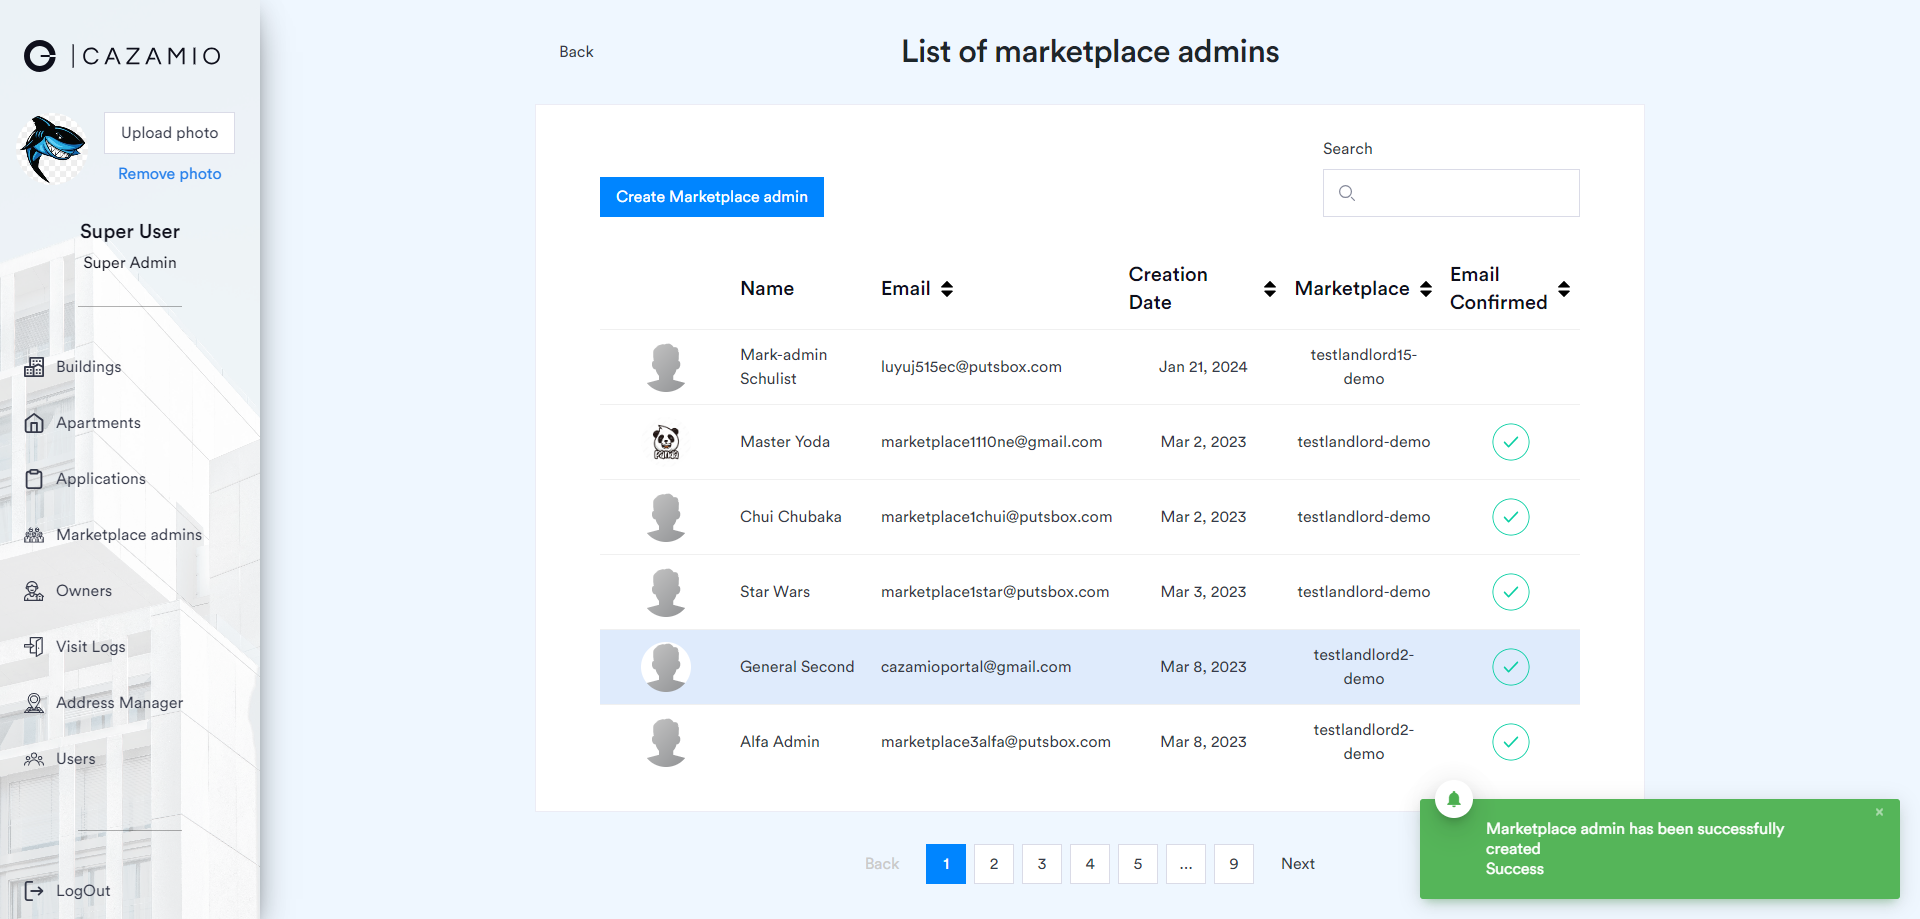 CAZAMIO
Upload photo
Remove photo
Super User
Super Admin
Buildings
Apartments
Applications
Marketplace admins
Owners
Visit Logs
Address Manager
Users
LogOut
Back
List of marketplace admins
Search
Create Marketplace admin
Name
Email
Creation
Date
Marketplace
Email
Confirmed
Mark-admin
Schulist
luyuj515ec@putsbox.com
Jan 21, 2024
testlandlord15-
demo
PANDA
Master Yoda
marketplace1110ne@gmail.com
Mar 2, 2023
testlandlord-demo
Chui Chubaka
marketplace1chui@putsbox.com
Mar 2, 2023
testlandlord-demo
Star Wars
marketplace1star@putsbox.com
Mar 3, 2023
testlandlord-demo
General Second
cazamioportal@gmail.com
Mar 8, 2023
testlandlord2-
demo
Alfa Admin
marketplace3alfa@putsbox.com
Mar 8, 2023
testlandlord2-
demo
Back
1
2
3
4
5
...
9
Next
Marketplace admin has been successfully
created
Success
×